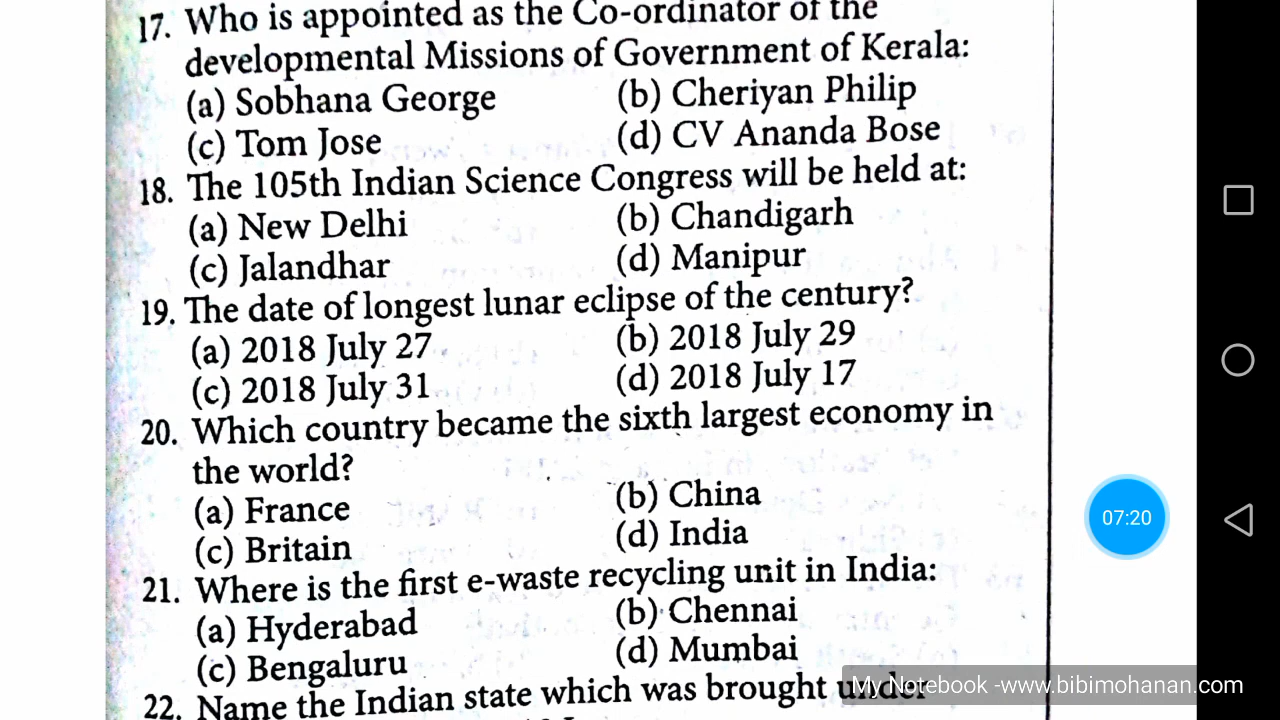 17. Who is appointed as the Co-ordinator of the
developmental Missions of Government of Kerala:
(a) Sobhana George (b) Cheriyan Philip
(c) Tom Jose (d) CV Ananda Bose
18. The 105th Indian Science Congress will be held at:
(a) New Delhi (b) Chandigarh
(c) Jalandhar (d) Manipur
19. The date of longest lunar eclipse of the century?
(a) 2018 July 27 (b) 2018 July 29
(c) 2018 July 31 (d) 2018 July 17
20. Which country became the sixth largest economy in
the world?
(a) France (b) China
(c) Britain (d) India
07:20
21. Where is the first e-waste recycling unit in India:
(a) Hyderabad (b) Chennai
(c) Bengaluru (d) Mumbai
My Notebook -www.bibimohanan.com
22. Name the Indian state which was brought under